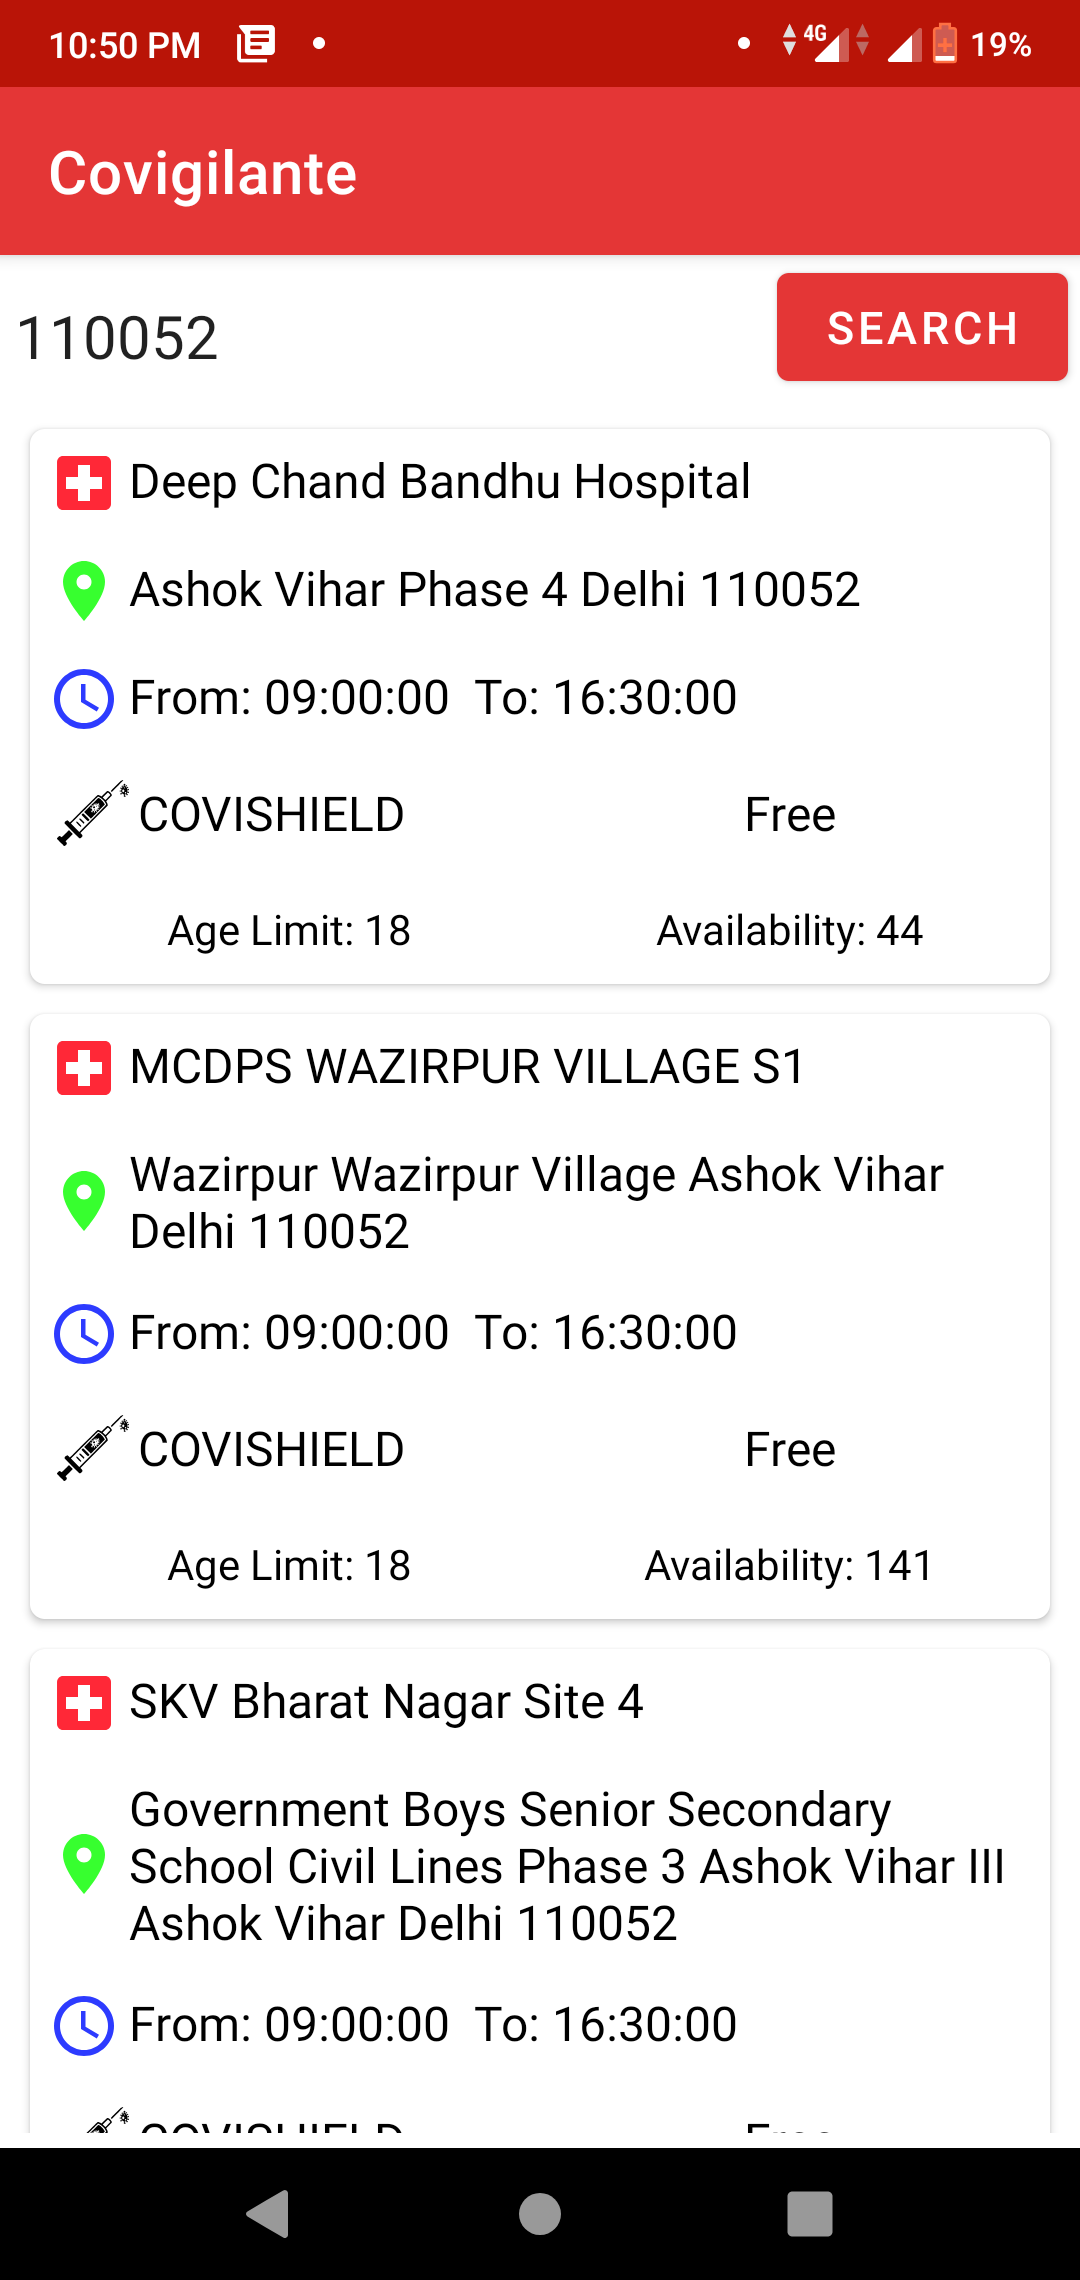 10:50 PM
4G
19%
Covigilante
110052
SEARCH
Deep Chand Bandhu Hospital
Ashok Vihar Phase 4 Delhi 110052
From: 09:00:00 To: 16:30:00
COVISHIELD Free
Age Limit: 18 Availability: 44
MCDPS WAZIRPUR VILLAGE S1
Wazirpur Wazirpur Village Ashok Vihar
Delhi 110052
From: 09:00:00 To: 16:30:00
COVISHIELD Free
Age Limit: 18 Availability: 141
SKV Bharat Nagar Site 4
Government Boys Senior Secondary
School Civil Lines Phase 3 Ashok Vihar III
Ashok Vihar Delhi 110052
From: 09:00:00 To: 16:30:00
COVISHIELD Free